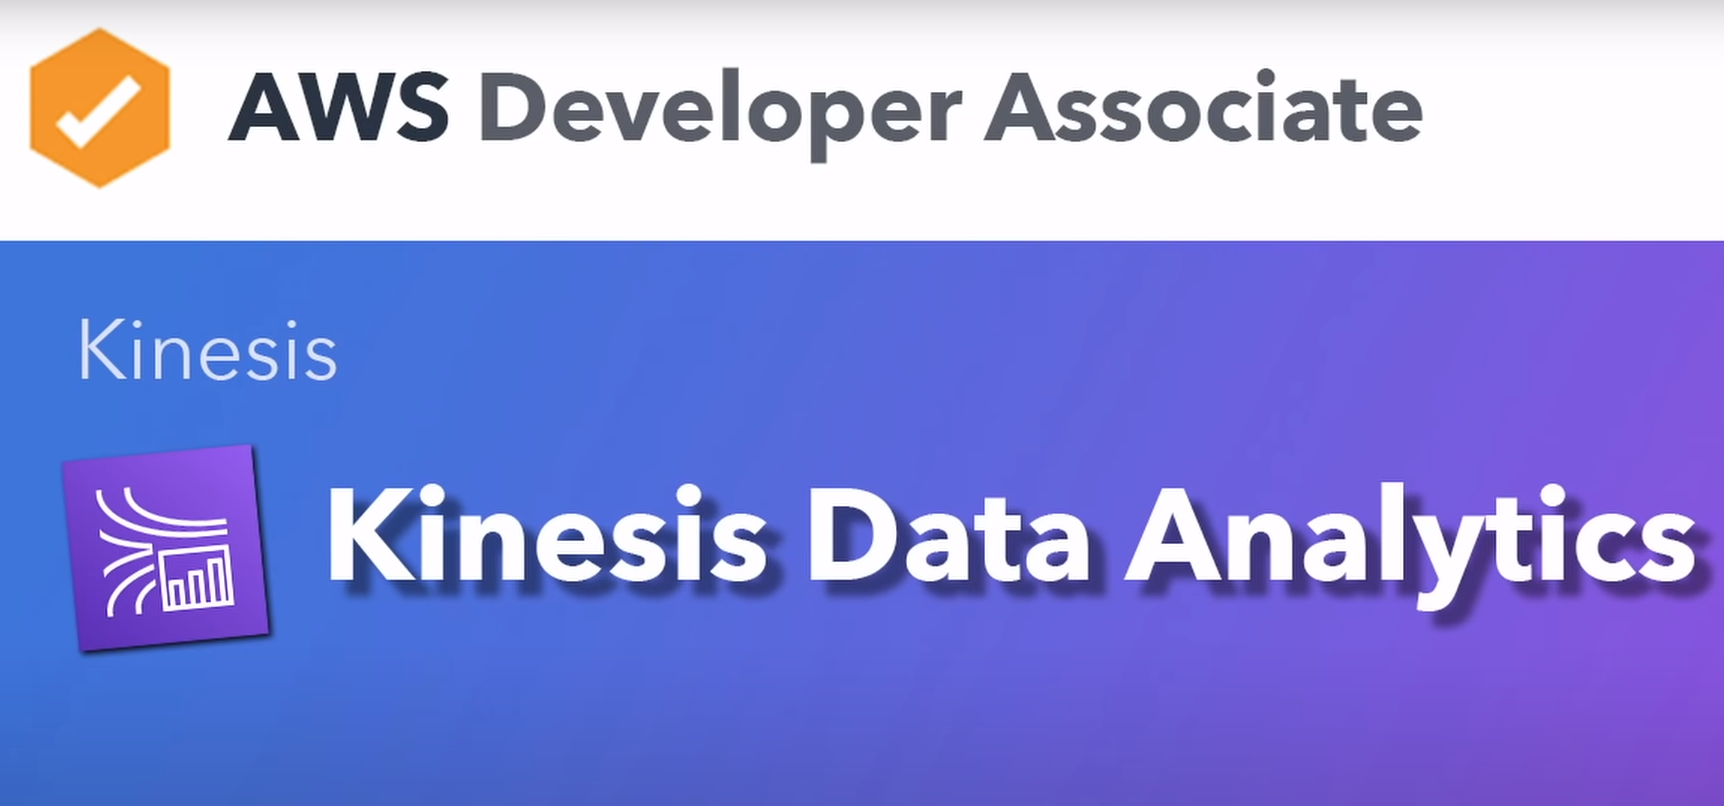 AWS Developer Associate
Kinesis
Kinesis Data Analytics